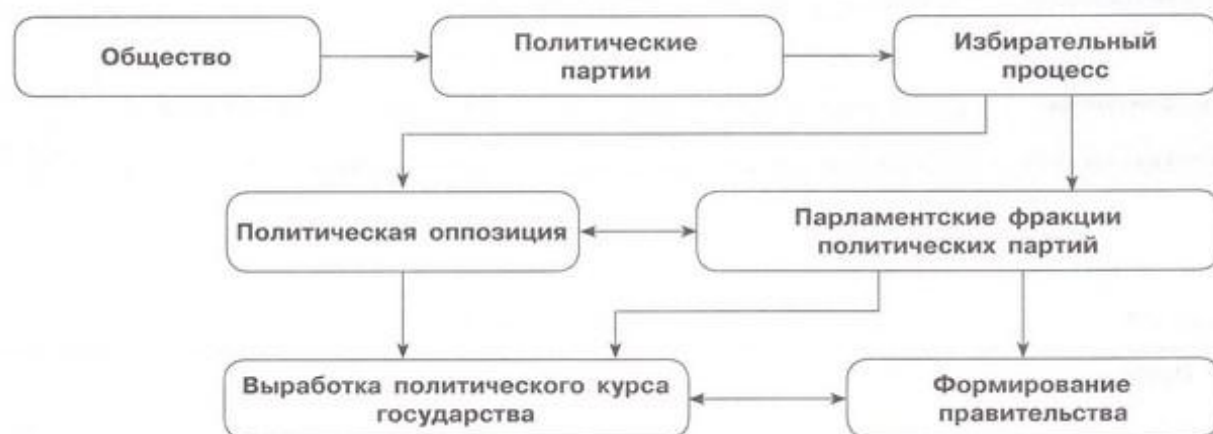 Общество
Политические
партии
Избирательный
процесс
Политическая оппозиция
Парламентские фракции
политических партий
Выработка политического курса
государства
Формирование
правительства